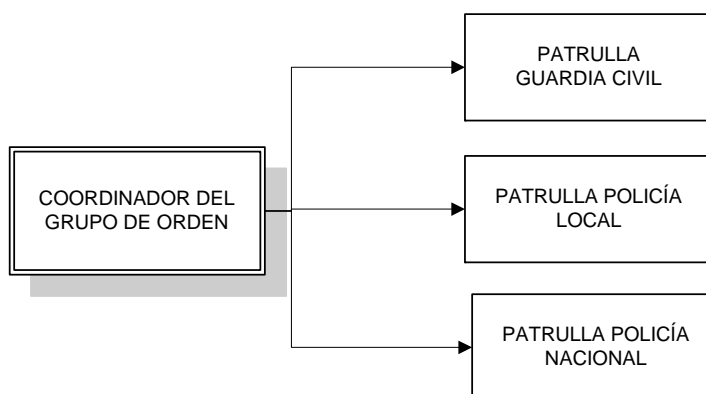 PATRULLA
GUARDIA CIVIL
COORDINADOR DEL
GRUPO DE ORDEN
PATRULLA POLICÍA
LOCAL
PATRULLA POLICÍA
NACIONAL